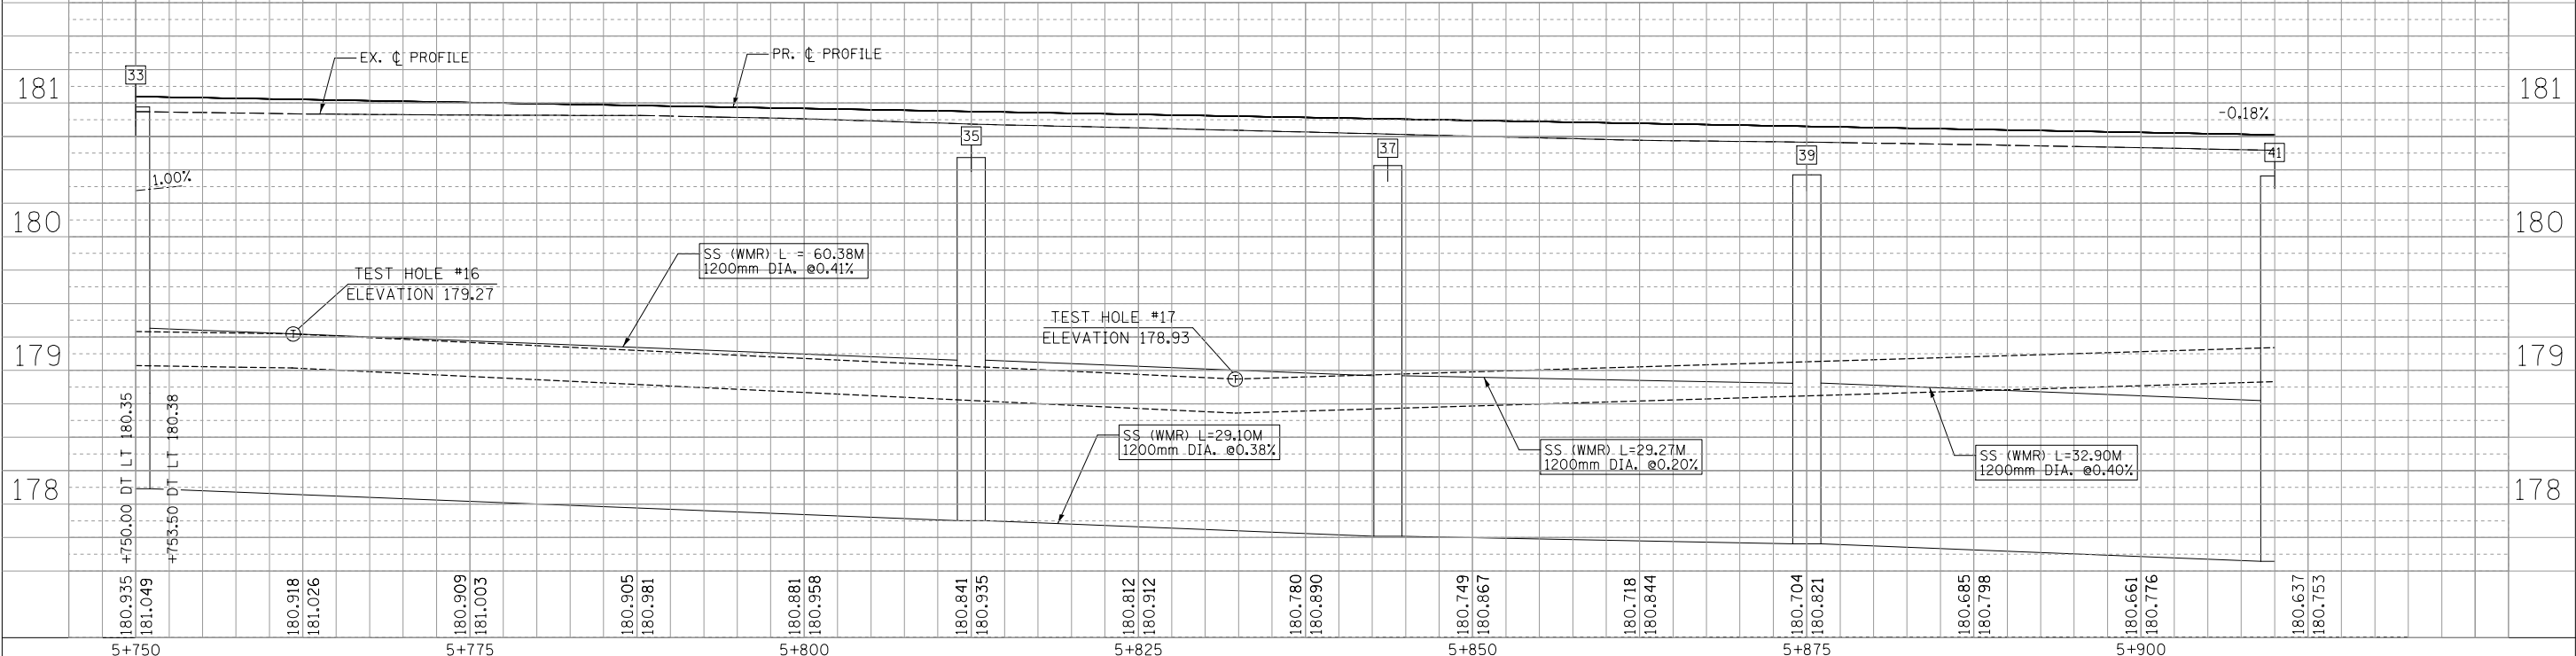 EX. ℄ PROFILE
PR. ℄ PROFILE
33
181
181
-0.18%
35
37
39
41
1.00%
180
180
SS (WMR) L = 60.38M
1200mm DIA. @0.41%
TEST HOLE #16
ELEVATION 179.27
TEST HOLE #17
ELEVATION 178.93
T
T
179
179
+750.00 DT LT 180.35
+753.50 DT LT 180.38
SS (WMR) L=29.10M
1200mm DIA. @0.38%
SS (WMR) L=29.27M
1200mm DIA. @0.20%
SS (WMR) L=32.90M
1200mm DIA. @0.40%
178
178
180.935
181.049
180.918
181.026
180.909
181.003
180.905
180.981
180.881
180.958
180.841
180.935
180.812
180.912
180.780
180.890
180.749
180.867
180.718
180.844
180.704
180.821
180.685
180.798
180.661
180.776
180.637
180.753
5+750
5+775
5+800
5+825
5+850
5+875
5+900